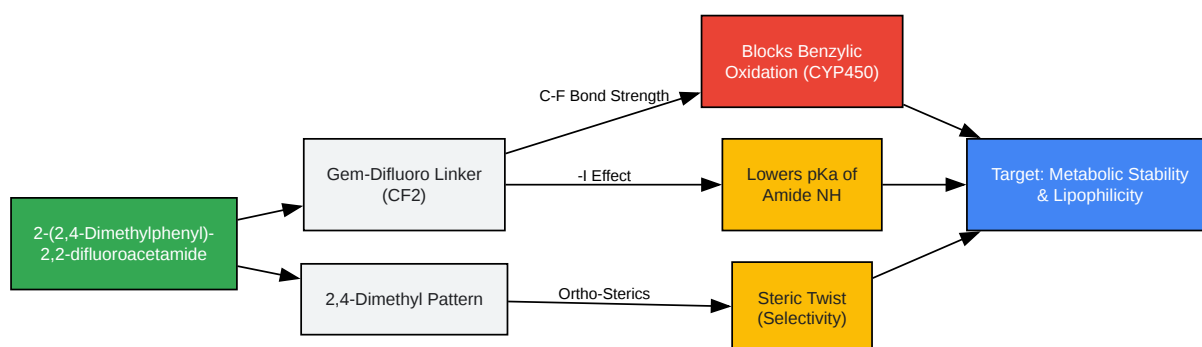 Blocks Benzylic
Oxidation (CYP450)
C-F Bond Strength
Gem-Difluoro Linker
(CF2)
-I Effect
Lowers pKa of
Amide NH
Target: Metabolic Stability
& Lipophilicity
2-(2,4-Dimethylphenyl)-
2,2-difluoroacetamide
2,4-Dimethyl Pattern
Ortho-Sterics
Steric Twist
(Selectivity)